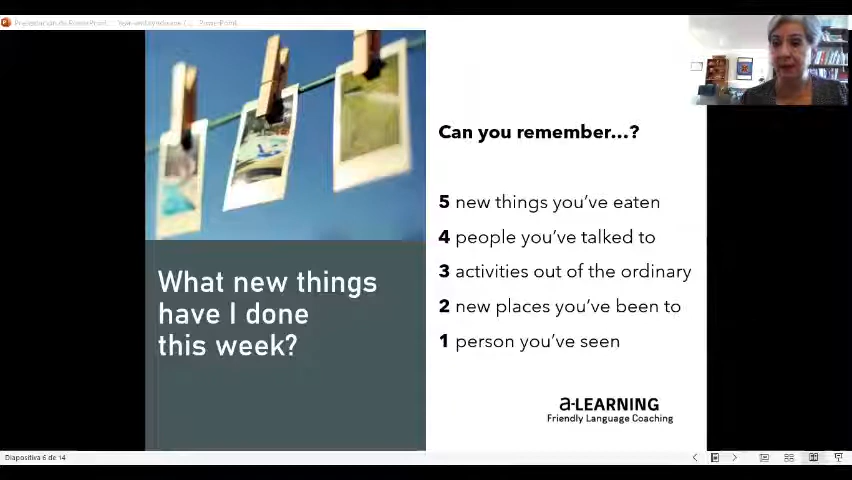 What new things
have I done
this week?
Can you remember...?
5 new things you've eaten
4 people you've talked to
3 activities out of the ordinary
2 new places you've been to
1 person you've seen
a-LEARNING
Friendly Language Coaching
Diapositiva 6 de 14